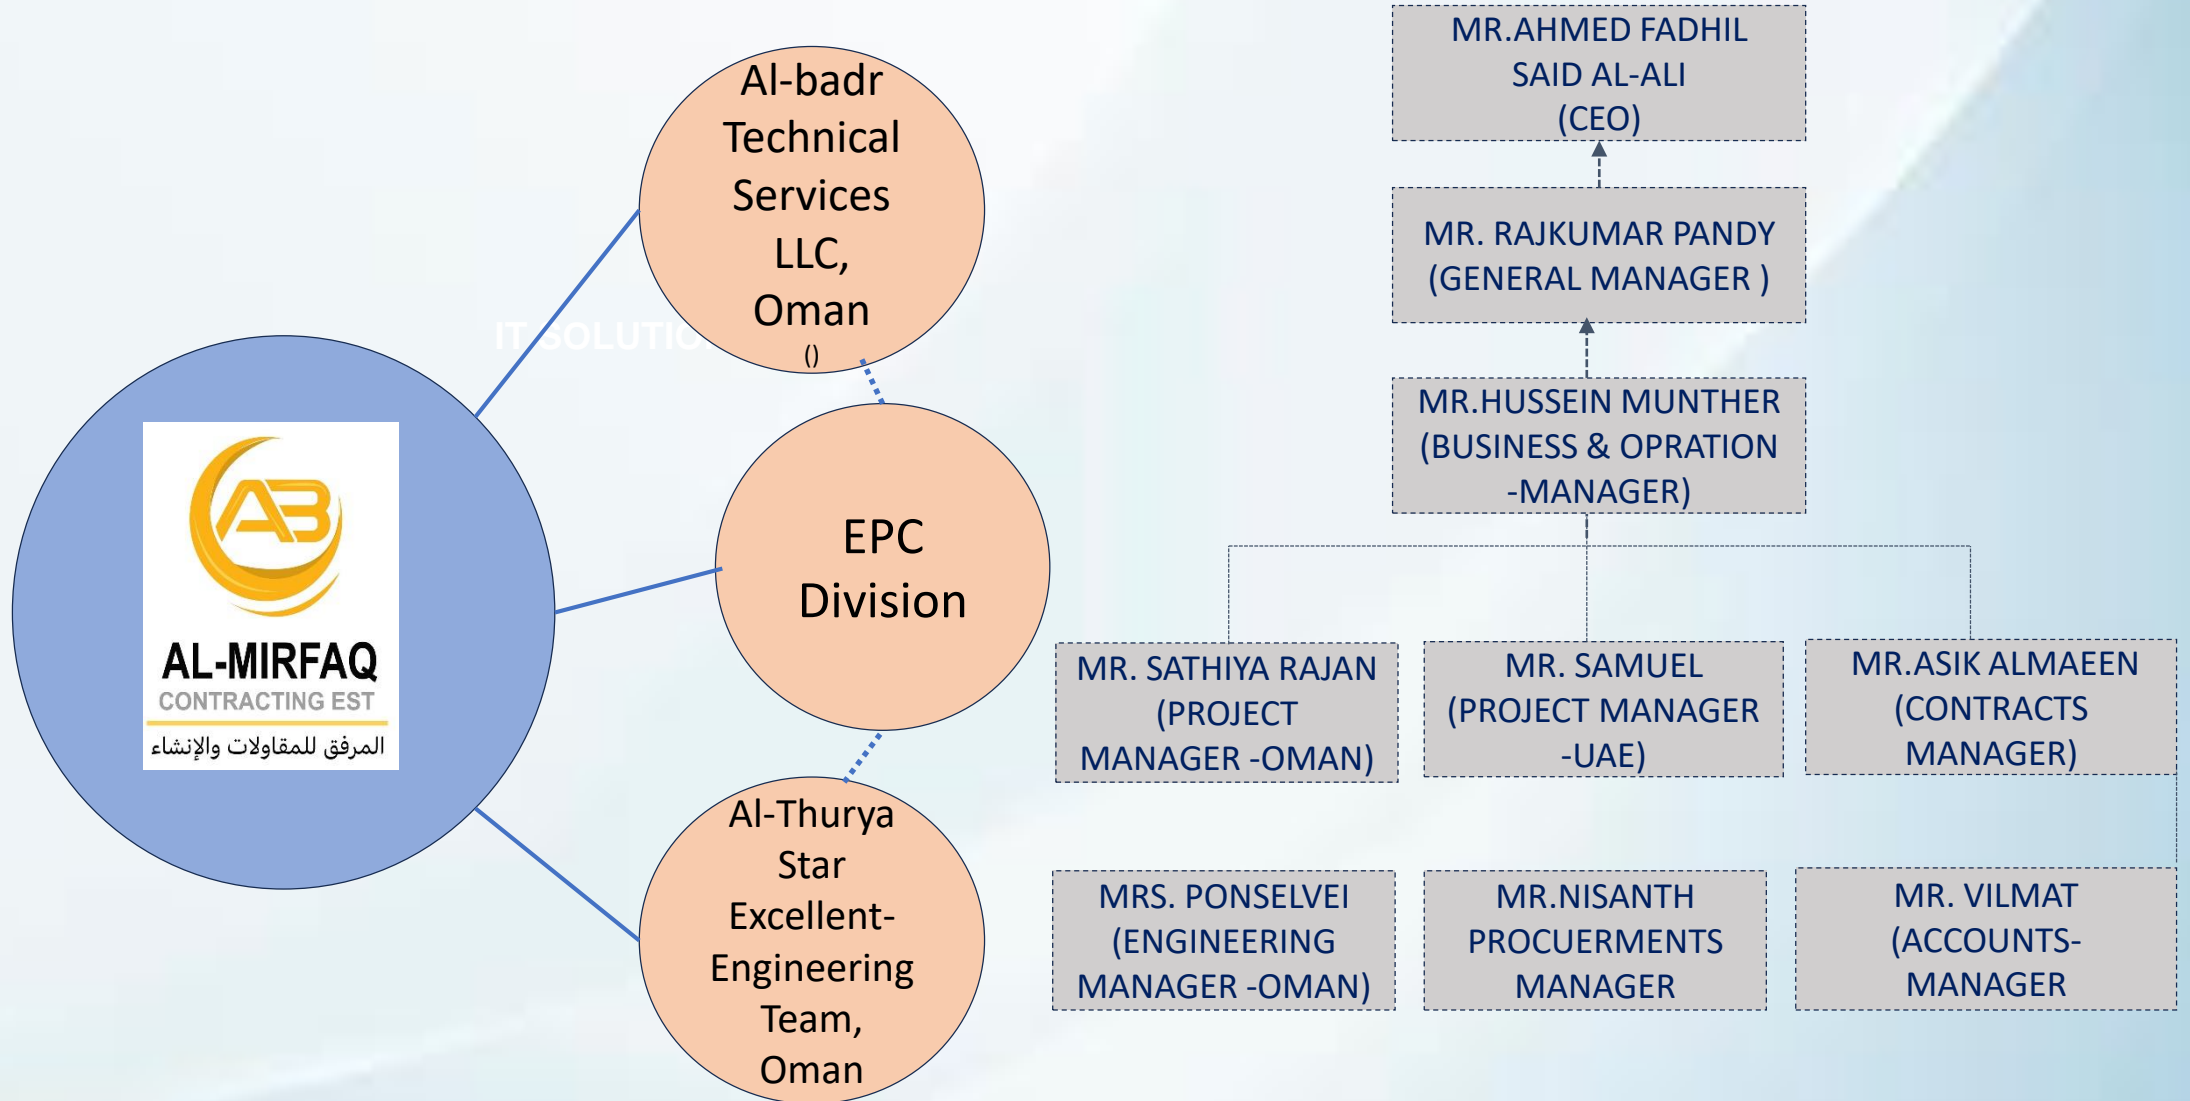 Al-badr
Technical
Services
LLC,
Oman
()
IT SOLUTIO
AL-MIRFAQ
CONTRACTING EST
المرفق للمقاولات والإنشاء
EPC
Division
Al-Thurya
Star
Excellent-
Engineering
Team,
Oman
MR.AHMED FADHIL
SAID AL-ALI
(CEO)
MR. RAJKUMAR PANDY
(GENERAL MANAGER )
MR.HUSSEIN MUNTHER
(BUSINESS & OPRATION
-MANAGER)
MR. SATHIYA RAJAN
(PROJECT
MANAGER -OMAN)
MR. SAMUEL
(PROJECT MANAGER
-UAE)
MR.ASIK ALMAEEN
(CONTRACTS
MANAGER)
MRS. PONSELVEI
(ENGINEERING
MANAGER -OMAN)
MR.NISANTH
PROCUERMENTS
MANAGER
MR. VILMAT
(ACCOUNTS-
MANAGER